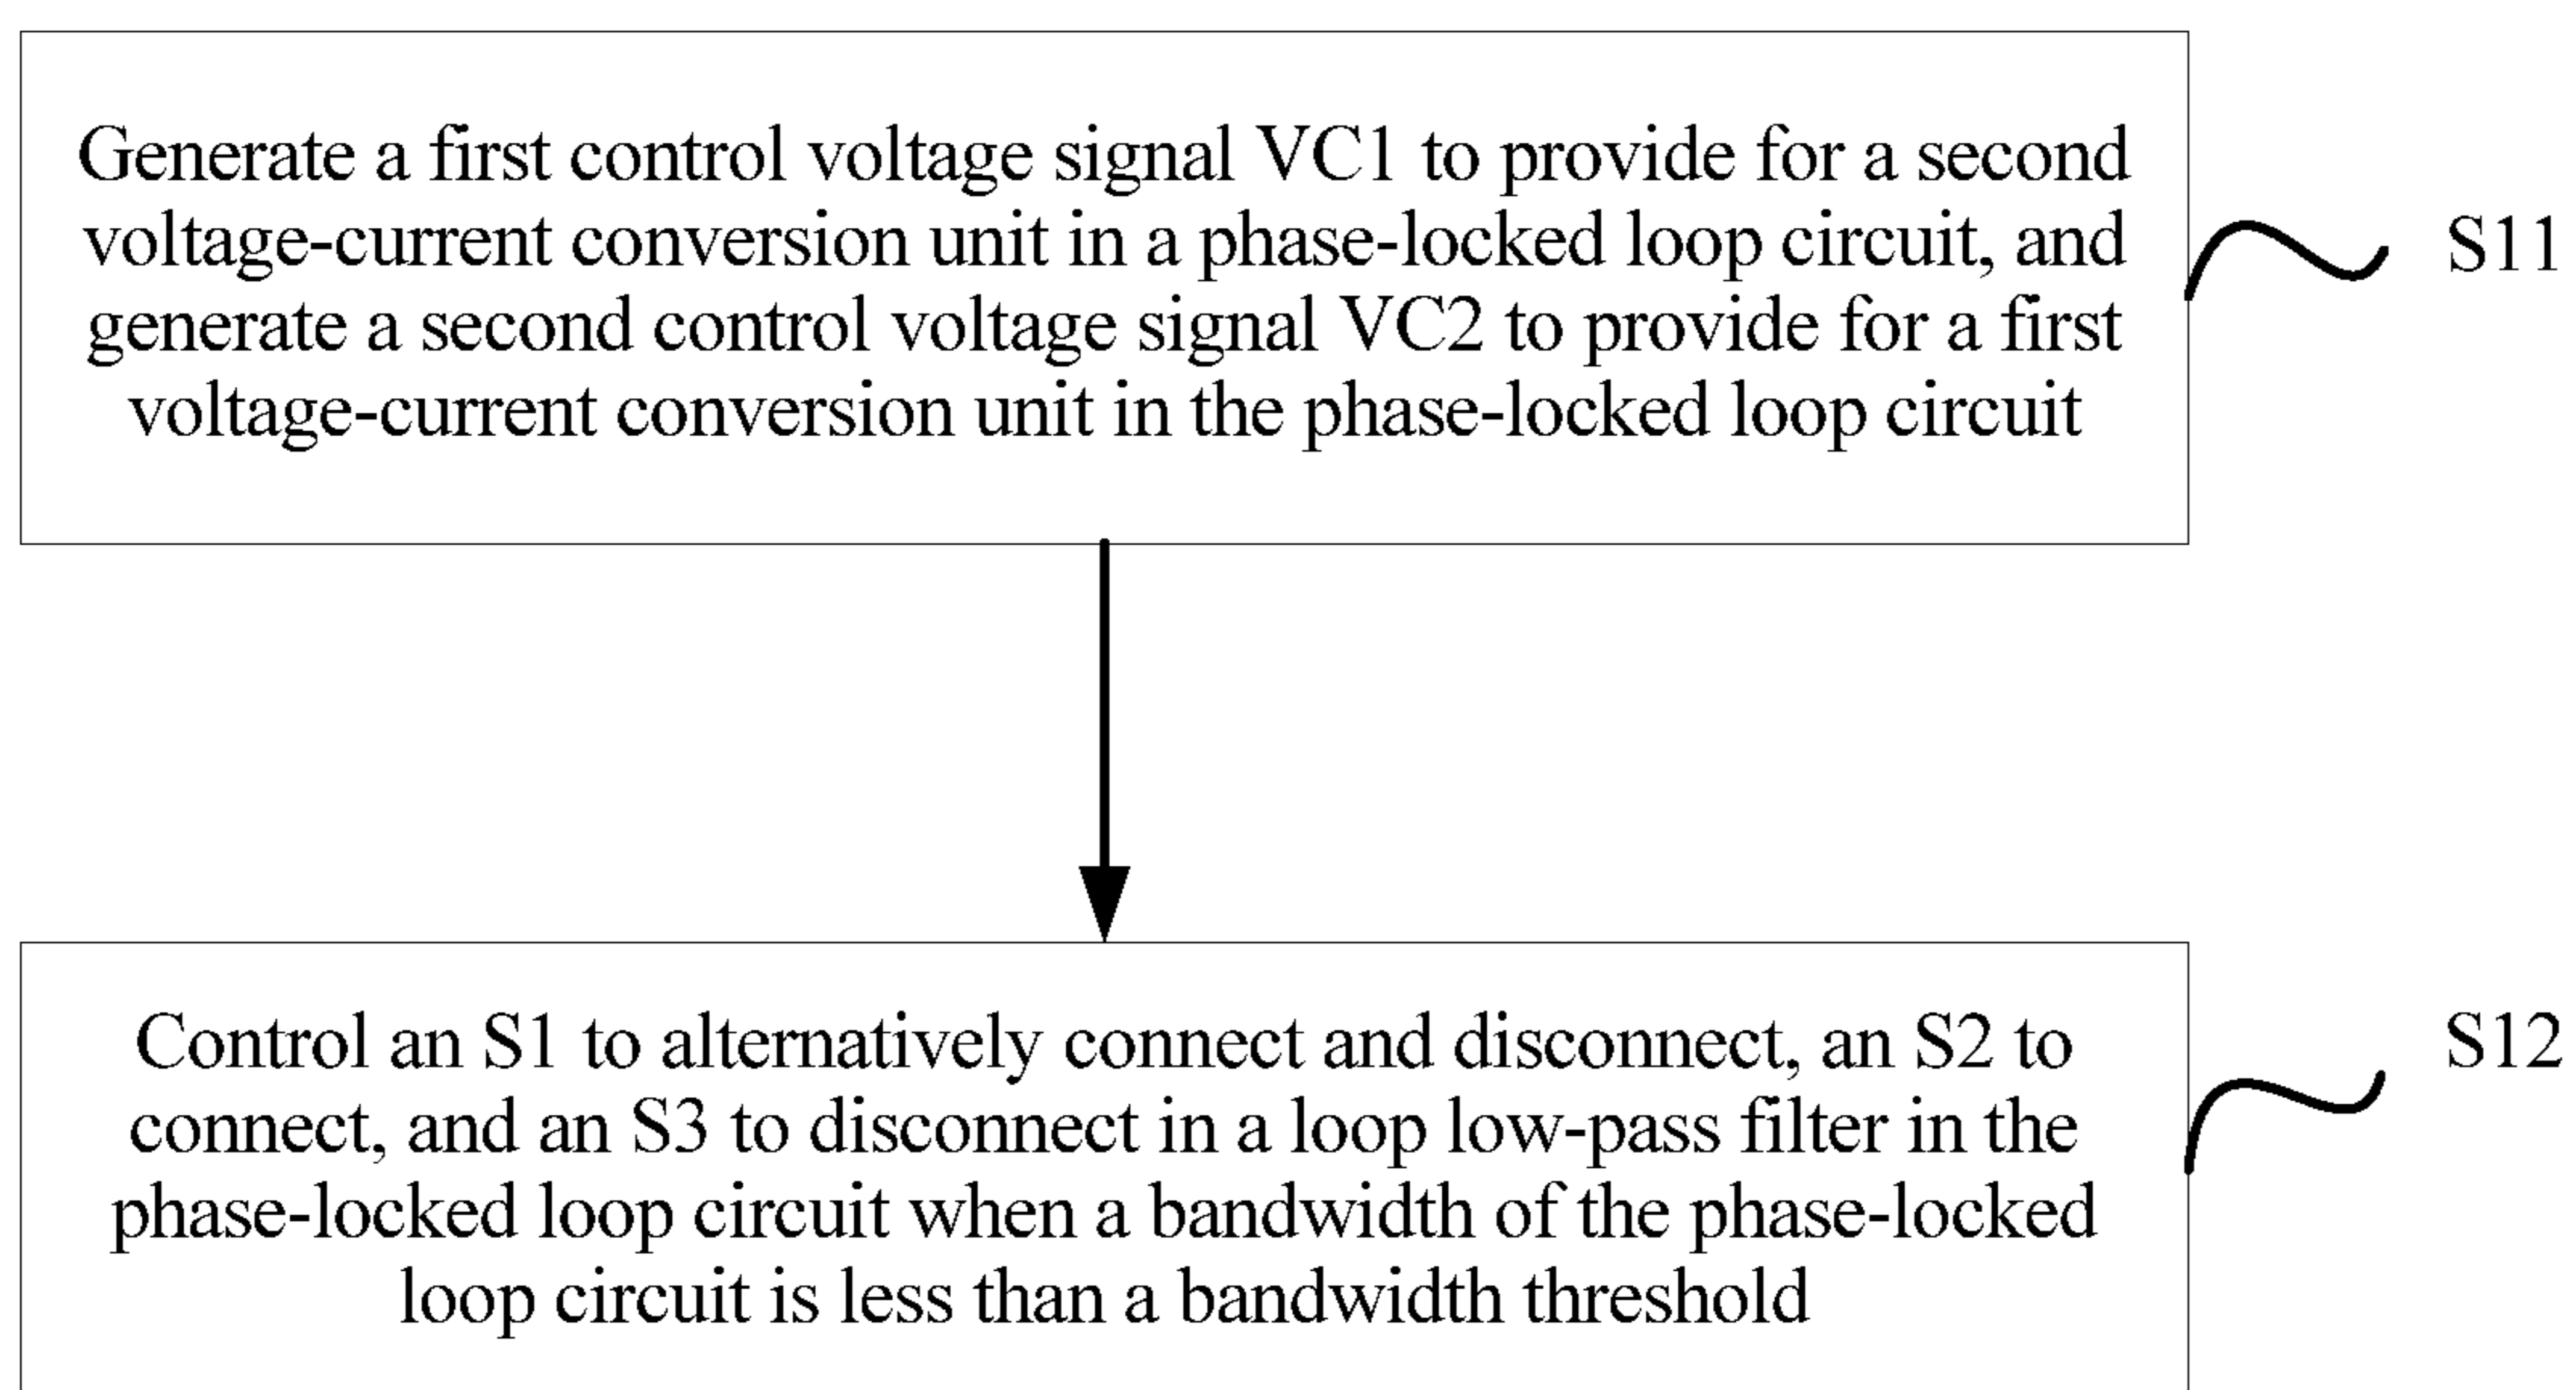 Generate a first control voltage signal VC1 to provide for a second
voltage-current conversion unit in a phase-locked loop circuit, and
generate a second control voltage signal VC2 to provide for a first
voltage-current conversion unit in the phase-locked loop circuit
S11
Control an S1 to alternatively connect and disconnect, an S2 to
connect, and an S3 to disconnect in a loop low-pass filter in the
phase-locked loop circuit when a bandwidth of the phase-locked
loop circuit is less than a bandwidth threshold
S12